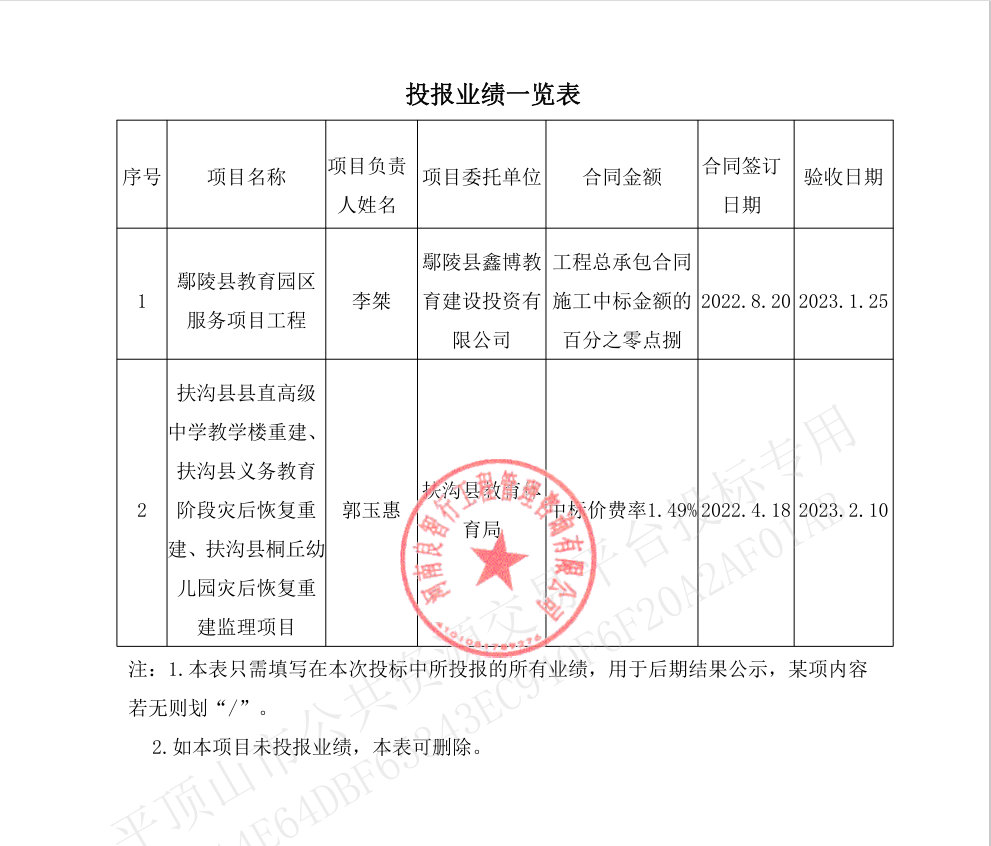 投报业绩一览表
序号 项目名称 项目负责 项目委托单位 合同金额 合同签订 验收日期
人姓名 日期
1 鄢陵县教育园区 李桀 鄢陵县鑫博教 工程总承包合同 2022.8.20 2023.1.25
服务项目工程 育建设投资有 施工中标金额的
限公司 百分之零点捌
2 扶沟县县直高级 郭玉惠 扶沟县教育体 中标价费率1.49% 2022.4.18 2023.2.10
中学教学楼重建、 育局
扶沟县义务教育
阶段灾后恢复重
建、扶沟县桐丘幼
儿园灾后恢复重
建监理项目
河南良智行工程管理咨询有限公司
注：1.本表只需填写在本次投标中所投报的所有业绩，用于后期结果公示，某项内容
若无则划“/”。
2.如本项目未投报业绩，本表可删除。
平顶山市公共资源交易平台投标专用